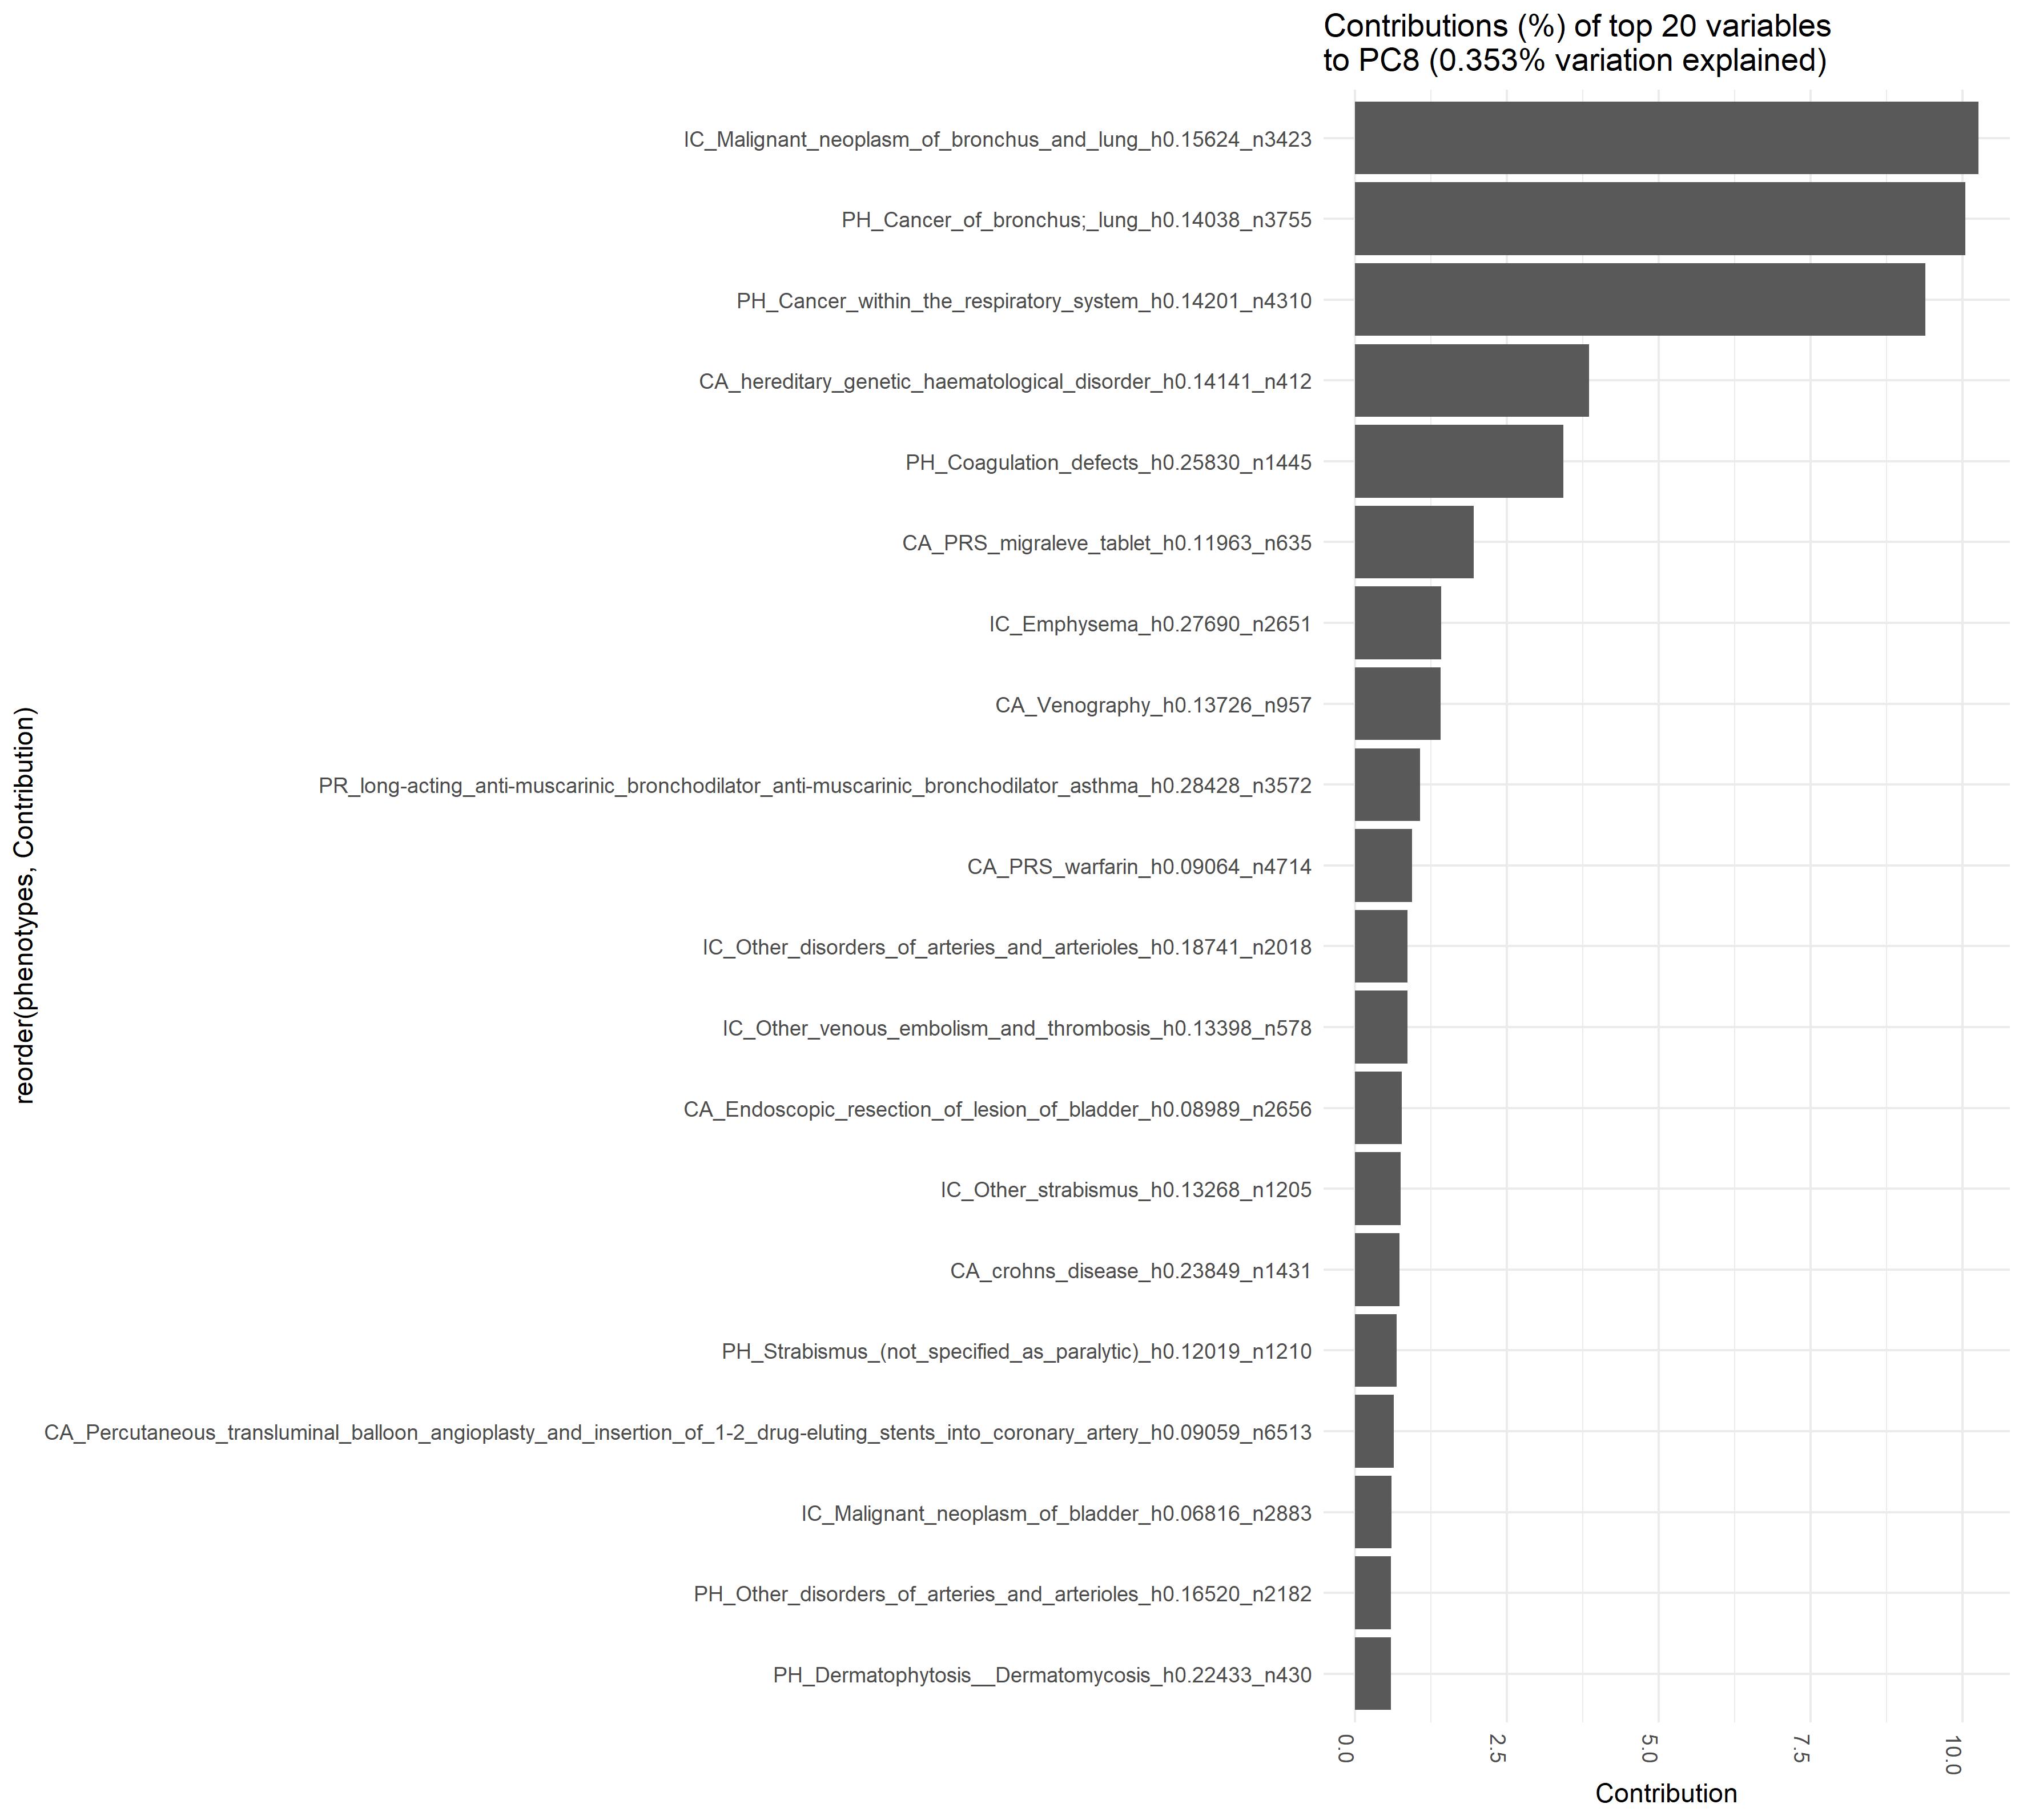 Contributions (%) of top 20 variables
to PC8 (0.353% variation explained)
IC_Malignant_neoplasm_of_bronchus_and_lung_h0.15624_n3423
PH_Cancer_of_bronchus;_lung_h0.14038_n3755
PH_Cancer_within_the_respiratory_system_h0.14201_n4310
CA_hereditary_genetic_haematological_disorder_h0.14141_n412
PH_Coagulation_defects_h0.25830_n1445
CA_PRS_migraleve_tablet_h0.11963_n635
IC_Emphysema_h0.27690_n2651
CA_Venography_h0.13726_n957
PR_long-acting_anti-muscarinic_bronchodilator_anti-muscarinic_bronchodilator_asthma_h0.28428_n3572
CA_PRS_warfarin_h0.09064_n4714
IC_Other_disorders_of_arteries_and_arterioles_h0.18741_n2018
IC_Other_venous_embolism_and_thrombosis_h0.13398_n578
CA_Endoscopic_resection_of_lesion_of_bladder_h0.08989_n2656
IC_Other_strabismus_h0.13268_n1205
CA_crohns_disease_h0.23849_n1431
PH_Strabismus_(not_specified_as_paralytic)_h0.12019_n1210
CA_Percutaneous_transluminal_balloon_angioplasty_and_insertion_of_1-2_drug-eluting_stents_into_coronary_artery_h0.09059_n6513
IC_Malignant_neoplasm_of_bladder_h0.06816_n2883
PH_Other_disorders_of_arteries_and_arterioles_h0.16520_n2182
PH_Dermatophytosis__Dermatomycosis_h0.22433_n430
reorder(phenotypes, Contribution)
0.0
2.5
5.0
7.5
10.0
Contribution